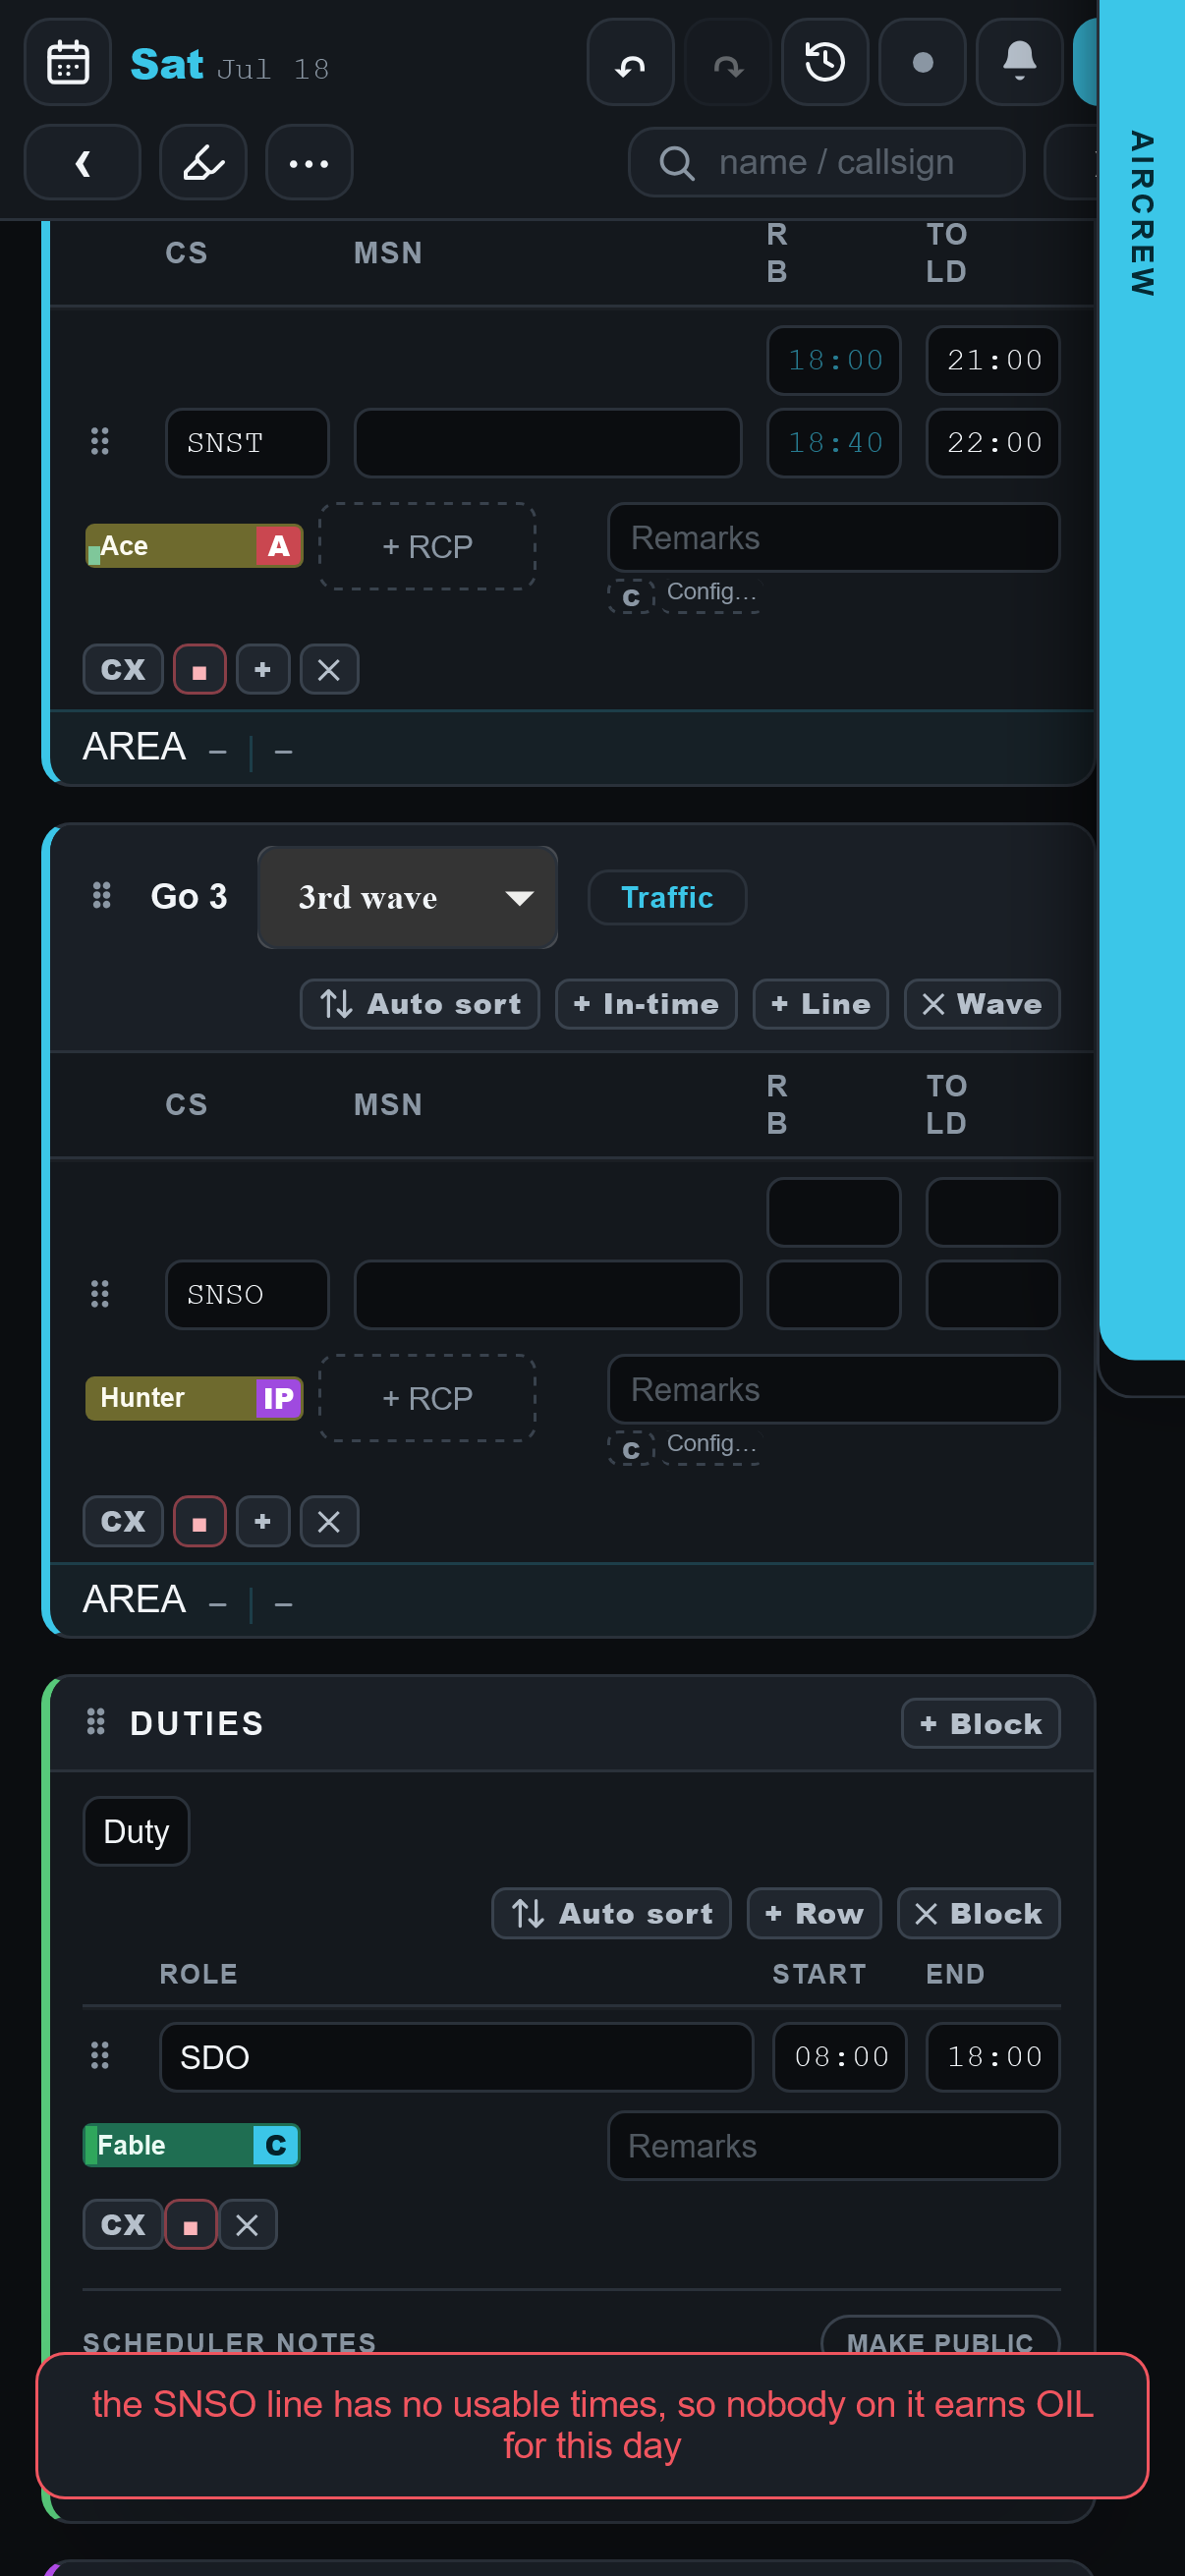 Sat Jul 18
name / callsign
AIRCREW
CS MSN R B TO LD
18:00 21:00
SNST 18:40 22:00
Ace A + RCP Remarks
C Config...
CX + ×
AREA – | –
Go 3 3rd wave Traffic
Auto sort + In-time + Line × Wave
CS MSN R B TO LD
SNSO
Hunter IP + RCP Remarks
C Config...
CX + ×
AREA – | –
DUTIES + Block
Duty
Auto sort + Row × Block
ROLE START END
SDO 08:00 18:00
Fable C Remarks
CX ×
SCHEDULER NOTES MAKE PUBLIC
the SNSO line has no usable times, so nobody on it earns OIL
for this day